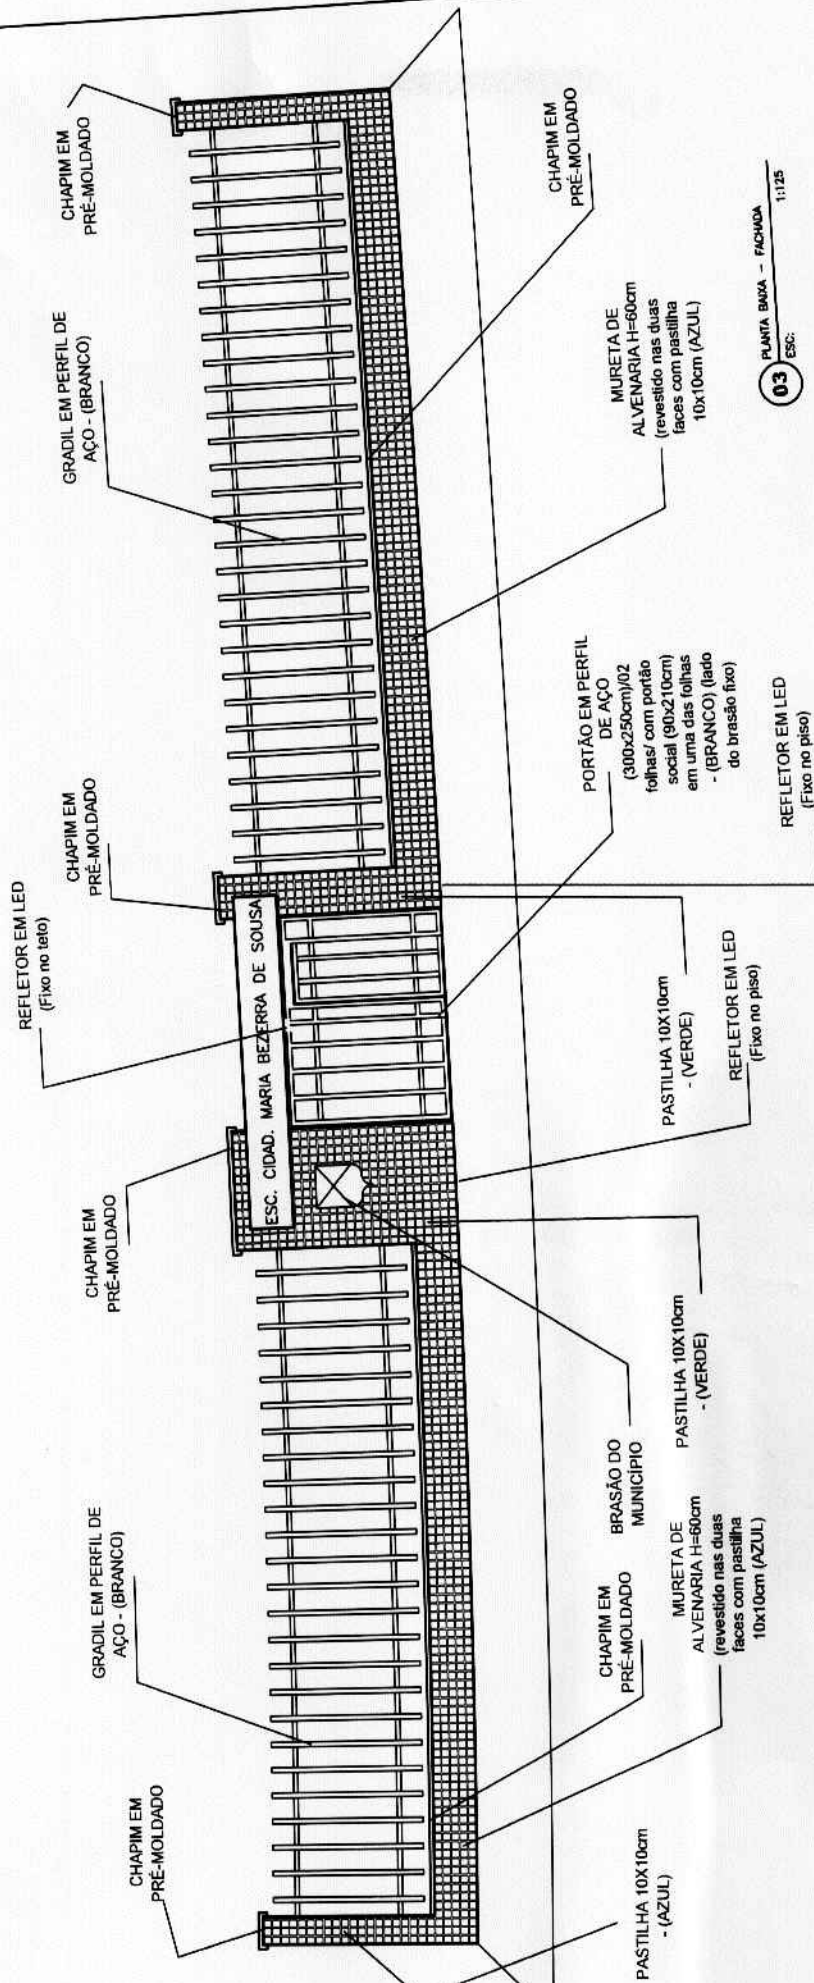 CHAPIM EM
PRÉ-MOLDADO
GRADIL EM PERFIL DE
AÇO - (BRANCO)
CHAPIM EM
PRÉ-MOLDADO
REFLETOR EM LED
(Fixo no teto)
CHAPIM EM
PRÉ-MOLDADO
GRADIL EM PERFIL DE
AÇO - (BRANCO)
CHAPIM EM
PRÉ-MOLDADO
ESC. CIDAD. MARIA BEZERRA DE SOUSA
PASTILHA 10X10cm
- (AZUL)
CHAPIM EM
PRÉ-MOLDADO
MURETA DE
ALVENARIA H=60cm
(revestido nas duas
faces com pastilha
10x10cm (AZUL)
BRASÃO DO
MUNICÍPIO
PASTILHA 10X10cm
- (VERDE)
REFLETOR EM LED
(Fixo no piso)
PASTILHA 10X10cm
- (VERDE)
PORTÃO EM PERFIL
DE AÇO
(300x250cm)/02
folhas/ com portão
social (90x210cm)
em uma das folhas
- (BRANCO) (lado
do brasão fixo)
REFLETOR EM LED
(Fixo no piso)
MURETA DE
ALVENARIA H=60cm
(revestido nas duas
faces com pastilha
10x10cm (AZUL)
CHAPIM EM
PRÉ-MOLDADO
03
PLANTA BAIXA - FACHADA
ESC: 1:125